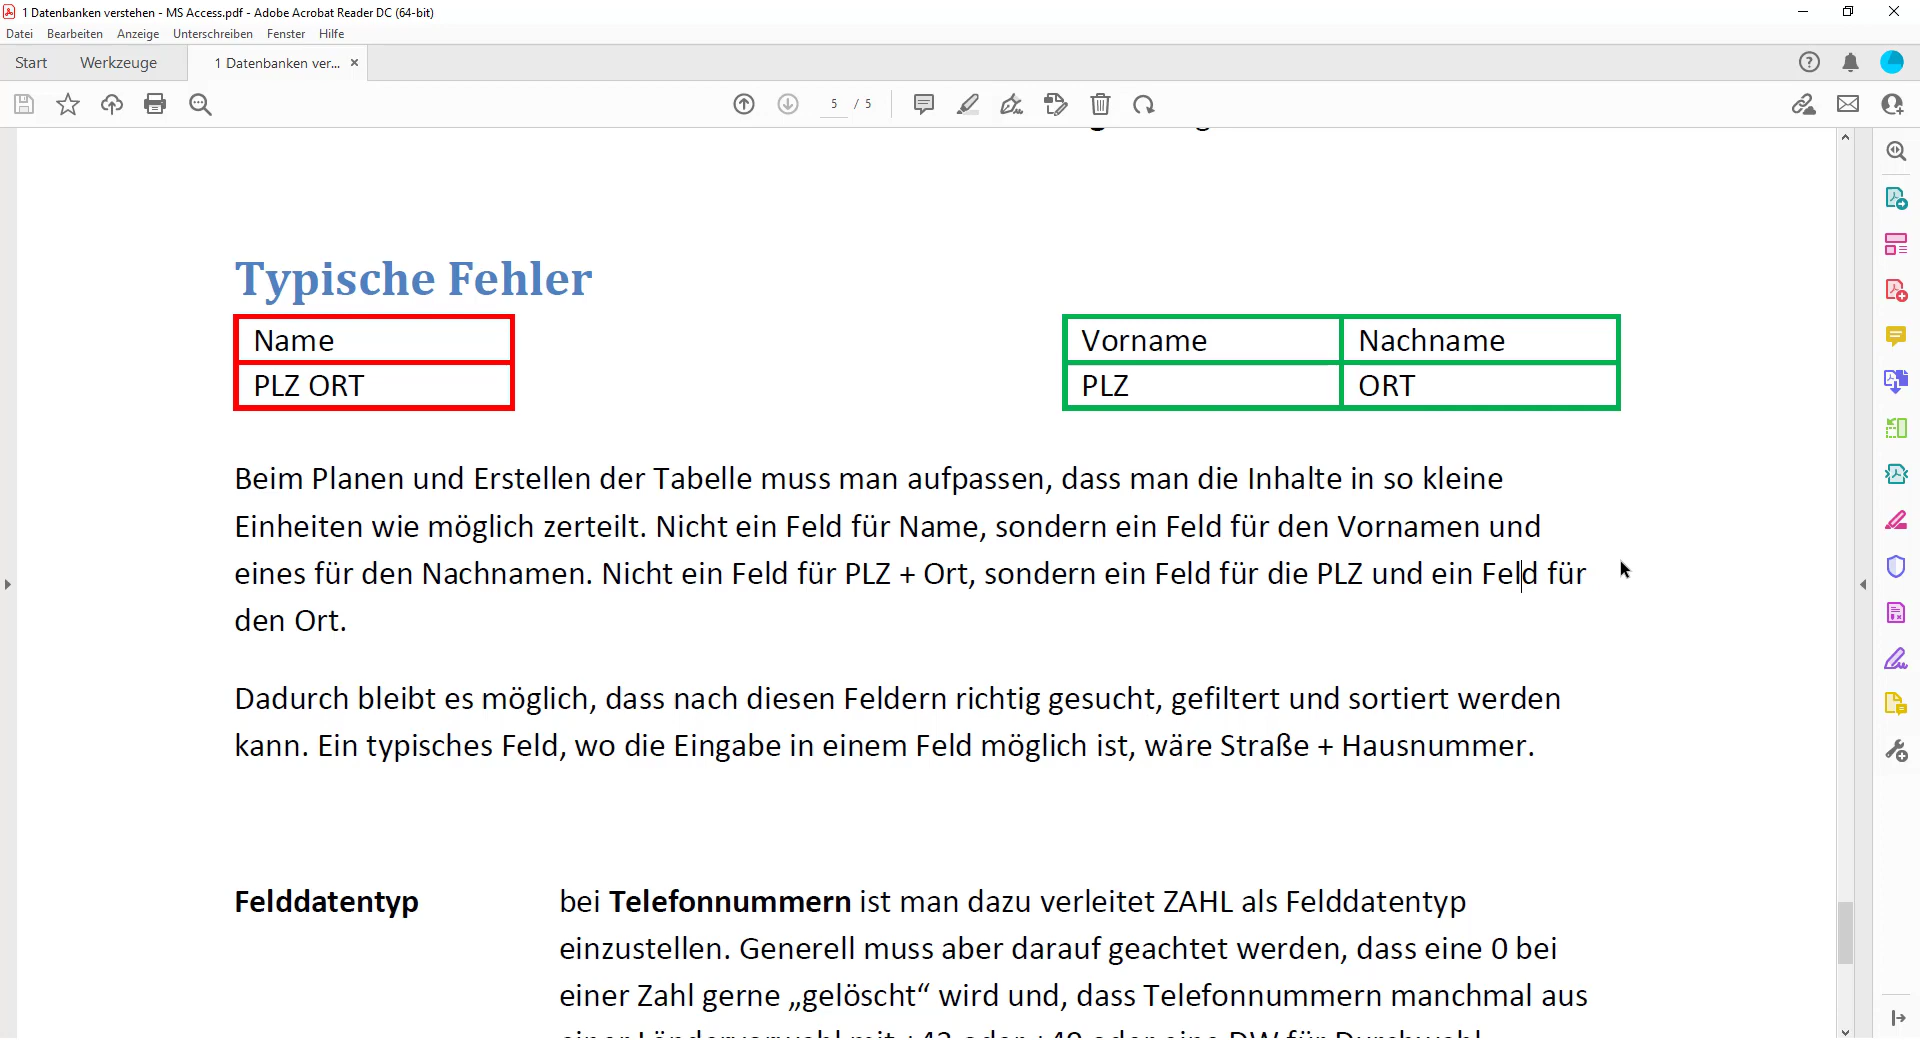 1 Datenbanken verstehen - MS Access.pdf - Adobe Acrobat Reader DC (64-bit)
Datei Bearbeiten Anzeige Unterschreiben Fenster Hilfe
Start Werkzeuge 1 Datenbanken ver...
5 / 5
Typische Fehler
Name Vorname Nachname
PLZ ORT PLZ ORT
Beim Planen und Erstellen der Tabelle muss man aufpassen, dass man die Inhalte in so kleine
Einheiten wie möglich zerteilt. Nicht ein Feld für Name, sondern ein Feld für den Vornamen und
eines für den Nachnamen. Nicht ein Feld für PLZ + Ort, sondern ein Feld für die PLZ und ein Feld für
den Ort.
Dadurch bleibt es möglich, dass nach diesen Feldern richtig gesucht, gefiltert und sortiert werden
kann. Ein typisches Feld, wo die Eingabe in einem Feld möglich ist, wäre Straße + Hausnummer.
Felddatentyp bei Telefonnummern ist man dazu verleitet ZAHL als Felddatentyp
einzustellen. Generell muss aber darauf geachtet werden, dass eine 0 bei
einer Zahl gerne „gelöscht“ wird und, dass Telefonnummern manchmal aus